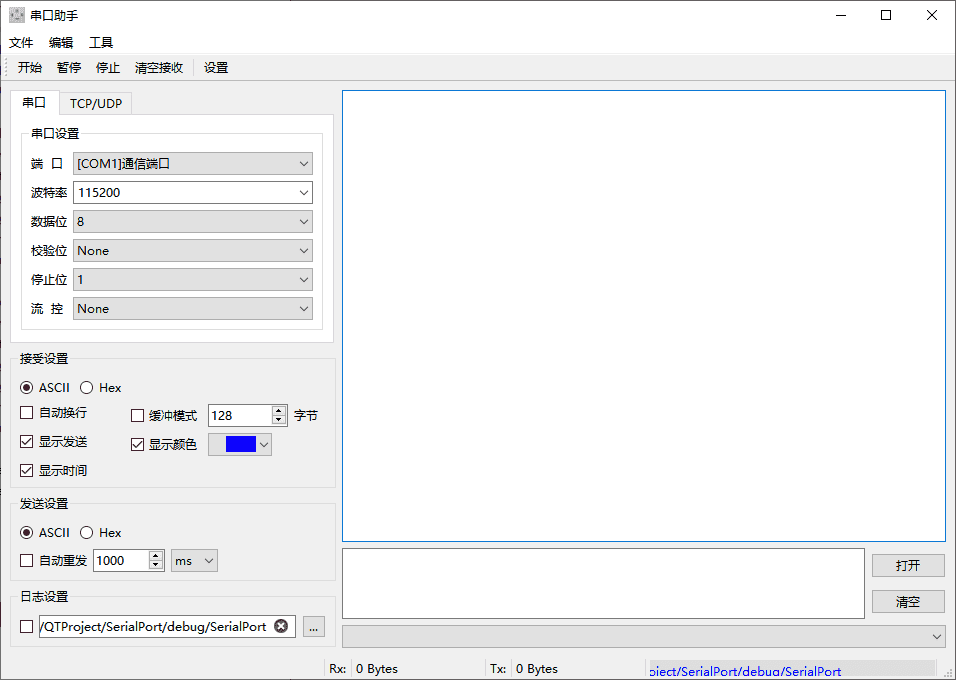 串口助手
文件 编辑 工具
开始 暂停 停止 清空接收 设置
串口 TCP/UDP
串口设置
端 口 [COM1]通信端口
波特率 115200
数据位 8
校验位 None
停止位 1
流 控 None
接受设置
ASCII Hex
自动换行 缓冲模式 128 字节
显示发送 显示颜色
显示时间
发送设置
ASCII Hex
自动重发 1000 ms
日志设置
/QTProject/SerialPort/debug/SerialPort ...
打开
清空
Rx: 0 Bytes Tx: 0 Bytes oject/SerialPort/debug/SerialPort